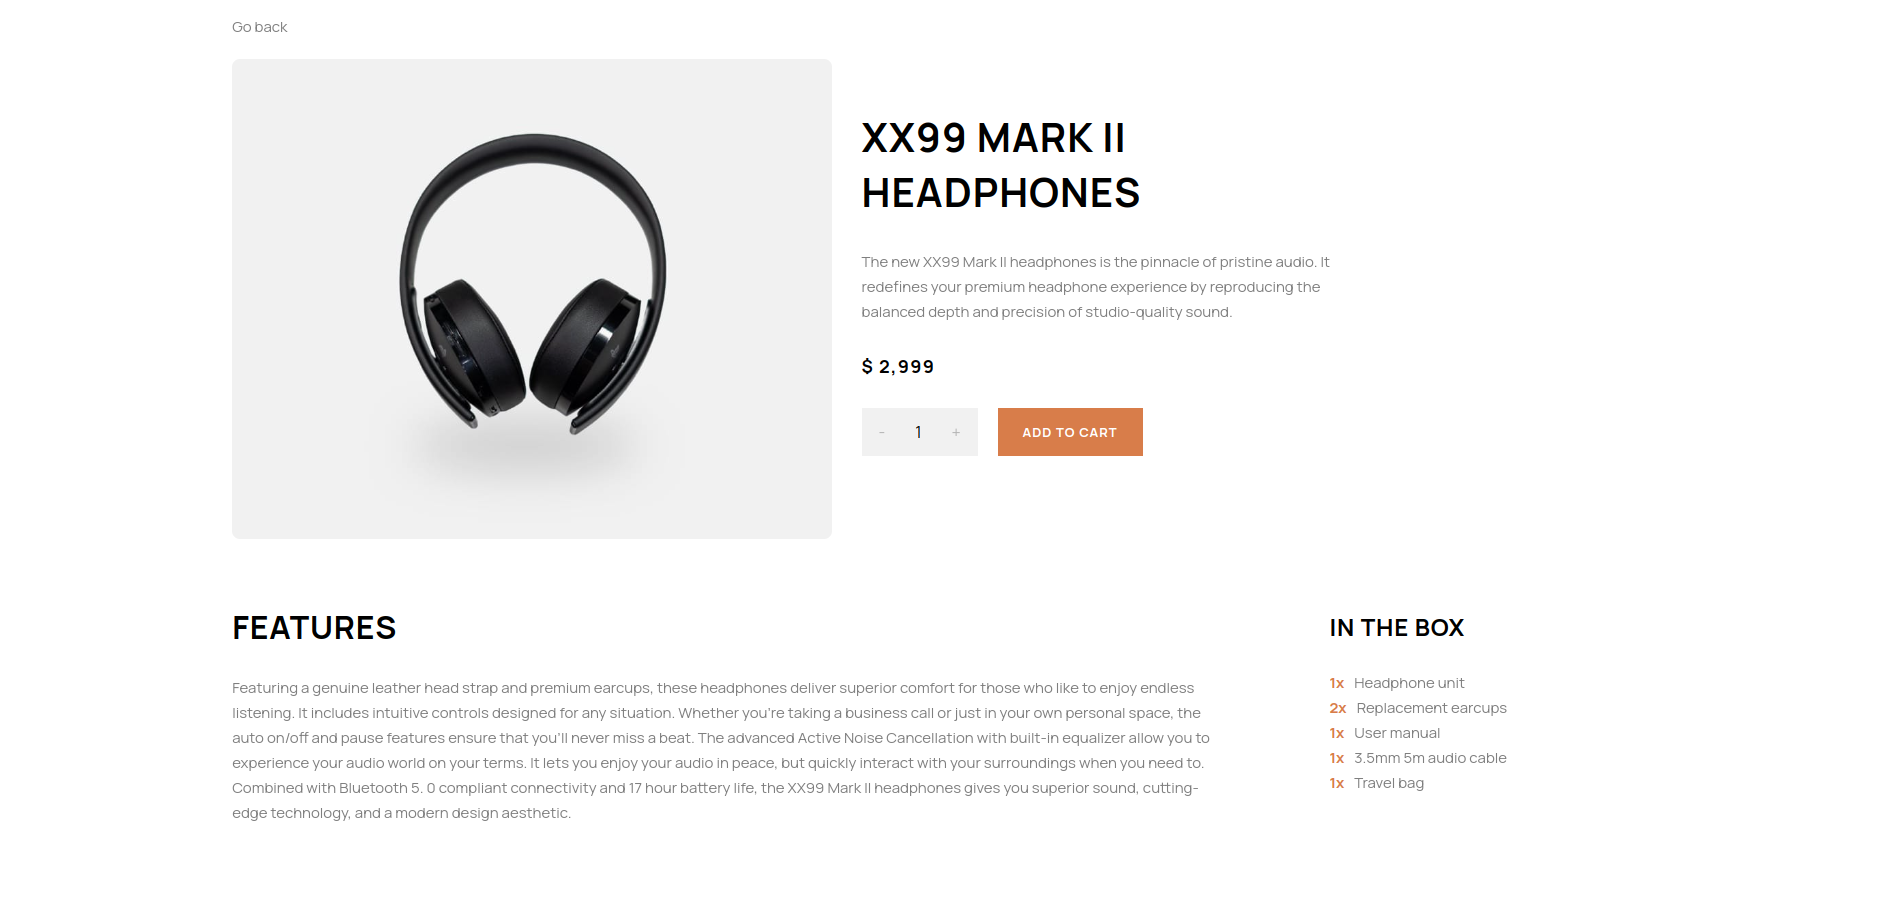 Go back
XX99 MARK II
HEADPHONES
The new XX99 Mark II headphones is the pinnacle of pristine audio. It
redefines your premium headphone experience by reproducing the
balanced depth and precision of studio-quality sound.
$ 2,999
- 1 +
ADD TO CART
FEATURES
Featuring a genuine leather head strap and premium earcups, these headphones deliver superior comfort for those who like to enjoy endless
listening. It includes intuitive controls designed for any situation. Whether you're taking a business call or just in your own personal space, the
auto on/off and pause features ensure that you'll never miss a beat. The advanced Active Noise Cancellation with built-in equalizer allow you to
experience your audio world on your terms. It lets you enjoy your audio in peace, but quickly interact with your surroundings when you need to.
Combined with Bluetooth 5. 0 compliant connectivity and 17 hour battery life, the XX99 Mark II headphones gives you superior sound, cutting-
edge technology, and a modern design aesthetic.
IN THE BOX
1x Headphone unit
2x Replacement earcups
1x User manual
1x 3.5mm 5m audio cable
1x Travel bag